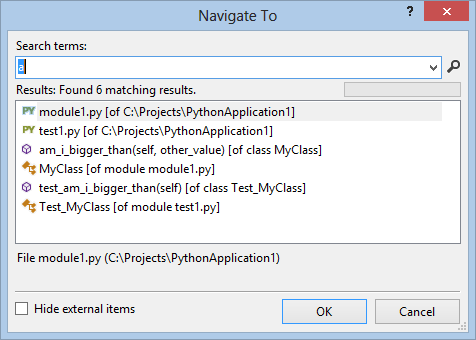 Navigate To
?
Search terms:
a
Results: Found 6 matching results.
PY module1.py [of C:\Projects\PythonApplication1]
PY test1.py [of C:\Projects\PythonApplication1]
am_i_bigger_than(self, other_value) [of class MyClass]
MyClass [of module module1.py]
test_am_i_bigger_than(self) [of class Test_MyClass]
Test_MyClass [of module test1.py]
File module1.py (C:\Projects\PythonApplication1)
Hide external items
OK
Cancel